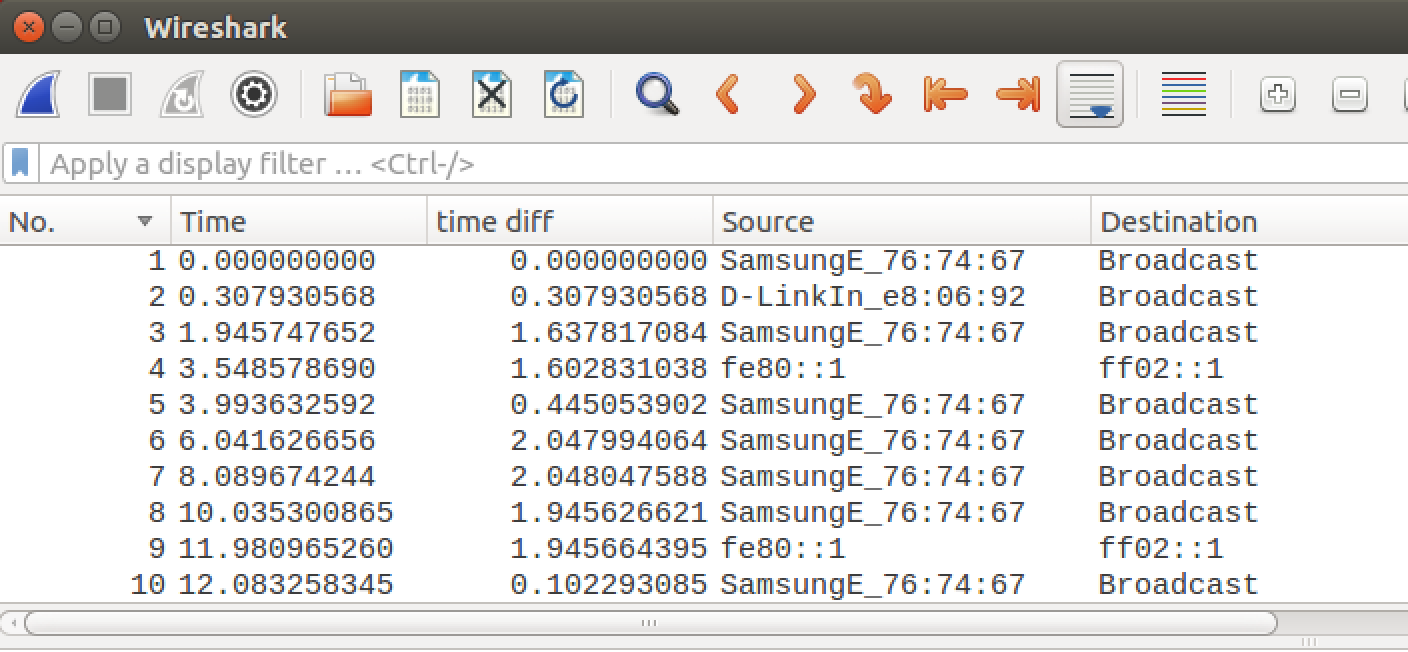 Wireshark
Apply a display filter … <Ctrl-/>
No. Time time diff Source Destination
1 0.000000000 0.000000000 SamsungE_76:74:67 Broadcast
2 0.307930568 0.307930568 D-LinkIn_e8:06:92 Broadcast
3 1.945747652 1.637817084 SamsungE_76:74:67 Broadcast
4 3.548578690 1.602831038 fe80::1 ff02::1
5 3.993632592 0.445053902 SamsungE_76:74:67 Broadcast
6 6.041626656 2.047994064 SamsungE_76:74:67 Broadcast
7 8.089674244 2.048047588 SamsungE_76:74:67 Broadcast
8 10.035300865 1.945626621 SamsungE_76:74:67 Broadcast
9 11.980965260 1.945664395 fe80::1 ff02::1
10 12.083258345 0.102293085 SamsungE_76:74:67 Broadcast